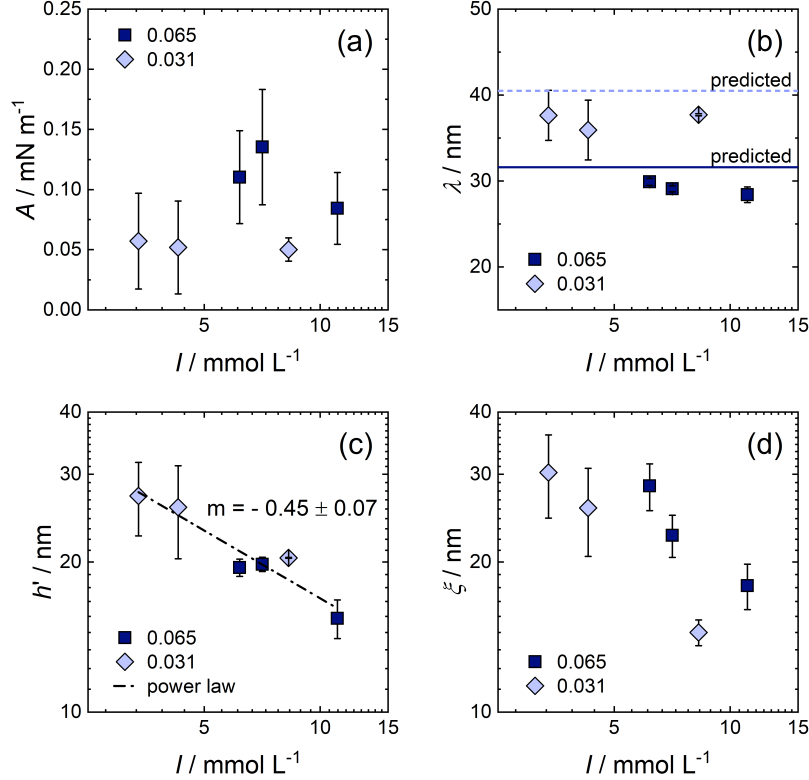 (a)
0.065
0.031
0.25
0.20
0.15
0.10
0.05
0.00
A / mN m⁻¹
5 10 15
I / mmol L⁻¹
(b)
50
40
30
20
λ / nm
predicted
predicted
0.065
0.031
5 10 15
I / mmol L⁻¹
(c)
40
30
20
10
h' / nm
m = - 0.45 ± 0.07
0.065
0.031
power law
5 10 15
I / mmol L⁻¹
(d)
40
30
20
10
ξ / nm
0.065
0.031
5 10 15
I / mmol L⁻¹